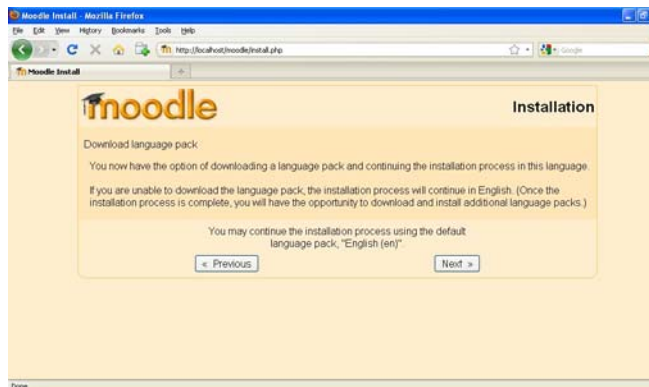 Moodle Install - Mozilla Firefox
File Edit View History Bookmarks Tools Help
http://localhost/moodle/install.php
Google
Moodle Install
moodle
Installation
Download language pack
You now have the option of downloading a language pack and continuing the installation process in this language.
If you are unable to download the language pack, the installation process will continue in English. (Once the
installation process is complete, you will have the opportunity to download and install additional language packs.)
You may continue the installation process using the default
language pack, "English (en)".
« Previous Next »
Done